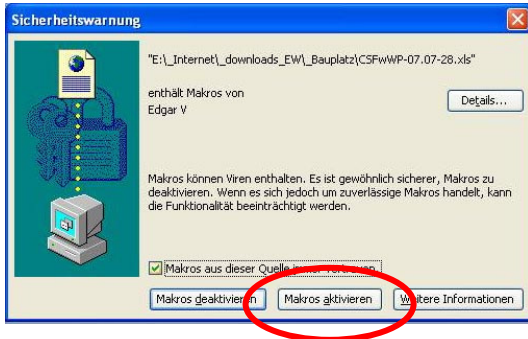 Sicherheitswarnung
"E:\_Internet\_downloads_EW\_Bauplatz\CSFwWP-07.07-28.xls"
enthält Makros von
Edgar V
Details...
Makros können Viren enthalten. Es ist gewöhnlich sicherer, Makros zu
deaktivieren. Wenn es sich jedoch um zuverlässige Makros handelt, kann
die Funktionalität beeinträchtigt werden.
Makros aus dieser Quelle immer vertrauen.
Makros deaktivieren Makros aktivieren Weitere Informationen